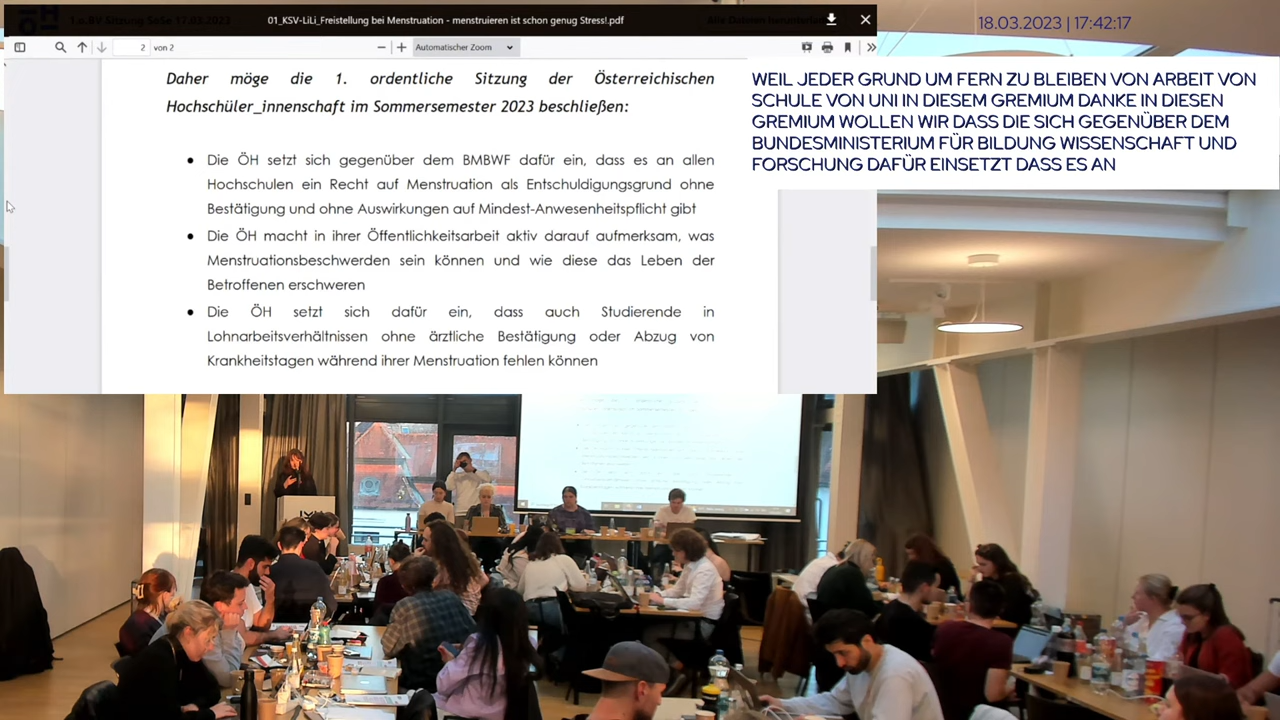 1.o.BV-Sitzung SoSe 17.03.2023
01_KSV-LiLi_Freistellung bei Menstruation - menstruieren ist schon genug Stress!.pdf
18.03.2023 | 17:42:17
2 von 2
Automatischer Zoom
Daher möge die 1. ordentliche Sitzung der Österreichischen
Hochschüler_innenschaft im Sommersemester 2023 beschließen:
● Die ÖH setzt sich gegenüber dem BMBWF dafür ein, dass es an allen
Hochschulen ein Recht auf Menstruation als Entschuldigungsgrund ohne
Bestätigung und ohne Auswirkungen auf Mindest-Anwesenheitspflicht gibt
● Die ÖH macht in ihrer Öffentlichkeitsarbeit aktiv darauf aufmerksam, was
Menstruationsbeschwerden sein können und wie diese das Leben der
Betroffenen erschweren
● Die ÖH setzt sich dafür ein, dass auch Studierende in
Lohnarbeitsverhältnissen ohne ärztliche Bestätigung oder Abzug von
Krankheitstagen während ihrer Menstruation fehlen können
WEIL JEDER GRUND UM FERN ZU BLEIBEN VON ARBEIT VON
SCHULE VON UNI IN DIESEM GREMIUM DANKE IN DIESEN
GREMIUM WOLLEN WIR DASS DIE SICH GEGENÜBER DEM
BUNDESMINISTERIUM FÜR BILDUNG WISSENSCHAFT UND
FORSCHUNG DAFÜR EINSETZT DASS ES AN